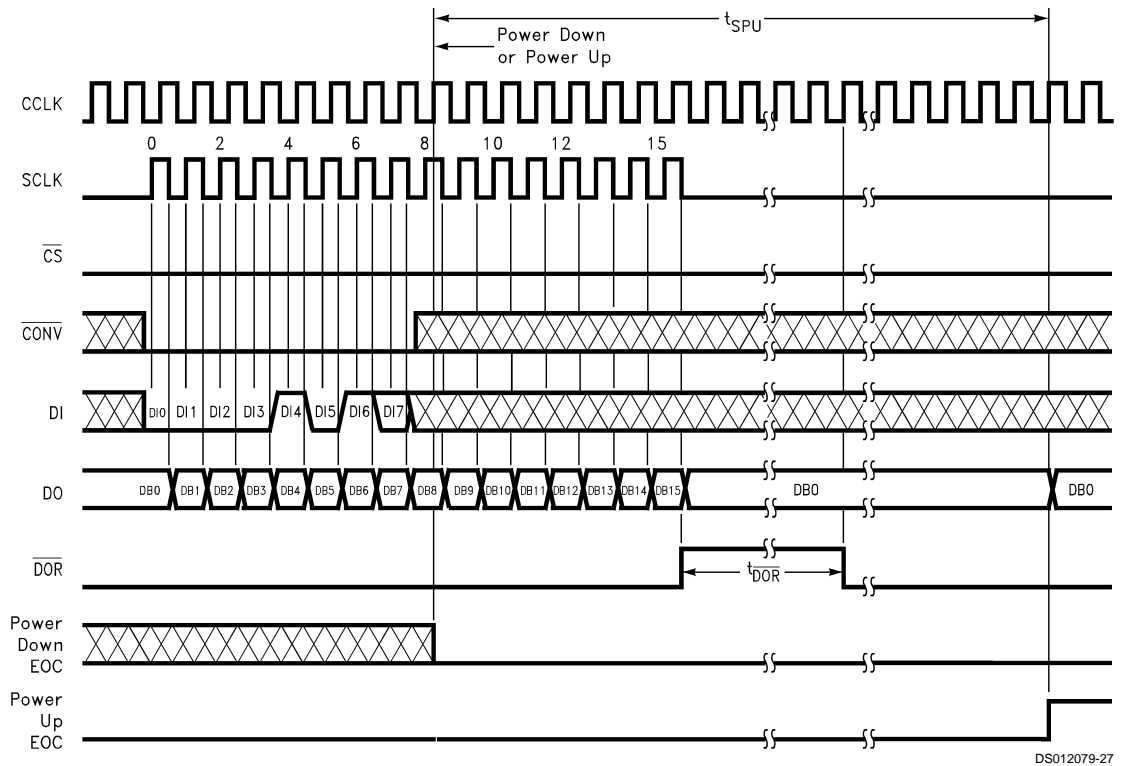 tSPU
Power Down
or Power Up
CCLK
0 2 4 6 8 10 12 15
SCLK
CS
CONV
DI DI0 DI1 DI2 DI3 DI4 DI5 DI6 DI7
DO DB0 DB1 DB2 DB3 DB4 DB5 DB6 DB7 DB8 DB9 DB10 DB11 DB12 DB13 DB14 DB15 DB0 DB0
DOR tDOR
Power
Down
EOC
Power
Up
EOC
DS012079-27